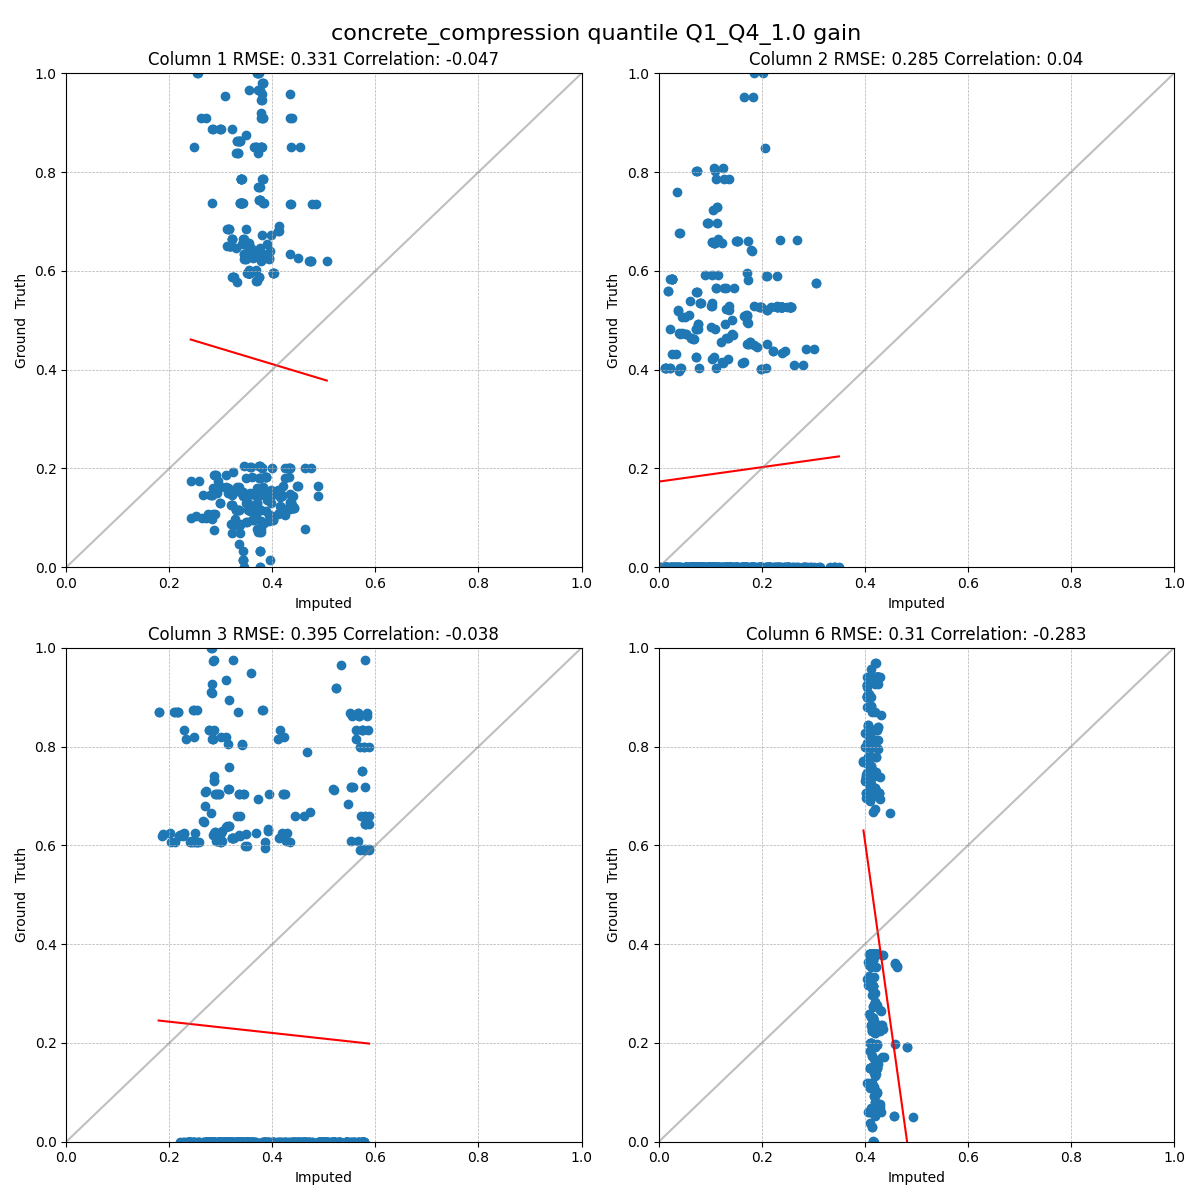 concrete_compression quantile Q1_Q4_1.0 gain
Column 1 RMSE: 0.331 Correlation: -0.047
Column 2 RMSE: 0.285 Correlation: 0.04
1.0
0.8
0.6
0.4
0.2
0.0
Ground Truth
0.0 0.2 0.4 0.6 0.8 1.0
Imputed
1.0
0.8
0.6
0.4
0.2
0.0
Ground Truth
0.0 0.2 0.4 0.6 0.8 1.0
Imputed
Column 3 RMSE: 0.395 Correlation: -0.038
Column 6 RMSE: 0.31 Correlation: -0.283
1.0
0.8
0.6
0.4
0.2
0.0
Ground Truth
0.0 0.2 0.4 0.6 0.8 1.0
Imputed
1.0
0.8
0.6
0.4
0.2
0.0
Ground Truth
0.0 0.2 0.4 0.6 0.8 1.0
Imputed